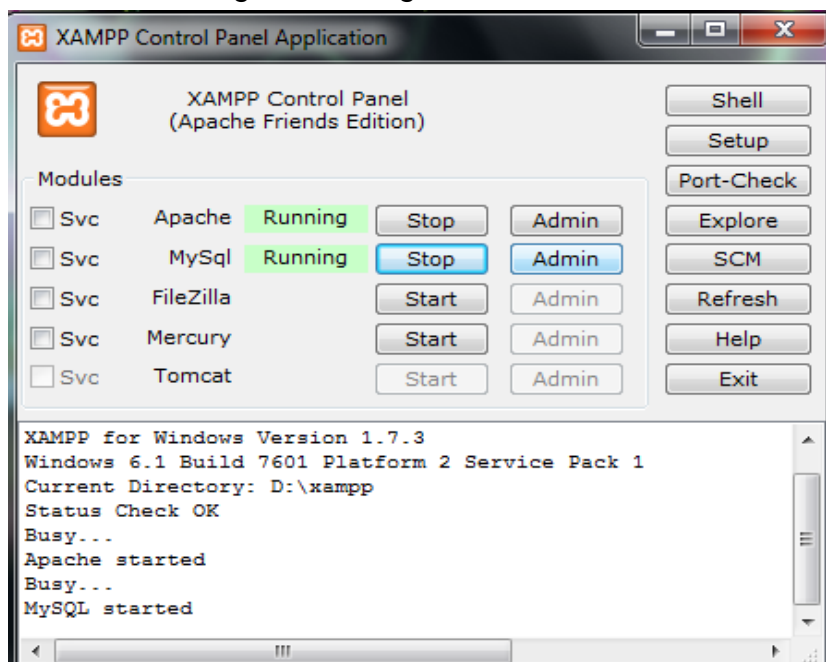 XAMPP Control Panel Application
XAMPP Control Panel
(Apache Friends Edition)
Shell
Setup
Modules
Port-Check
Svc Apache Running Stop Admin Explore
Svc MySql Running Stop Admin SCM
Svc FileZilla Start Admin Refresh
Svc Mercury Start Admin Help
Svc Tomcat Start Admin Exit
XAMPP for Windows Version 1.7.3
Windows 6.1 Build 7601 Platform 2 Service Pack 1
Current Directory: D:\xampp
Status Check OK
Busy...
Apache started
Busy...
MySQL started